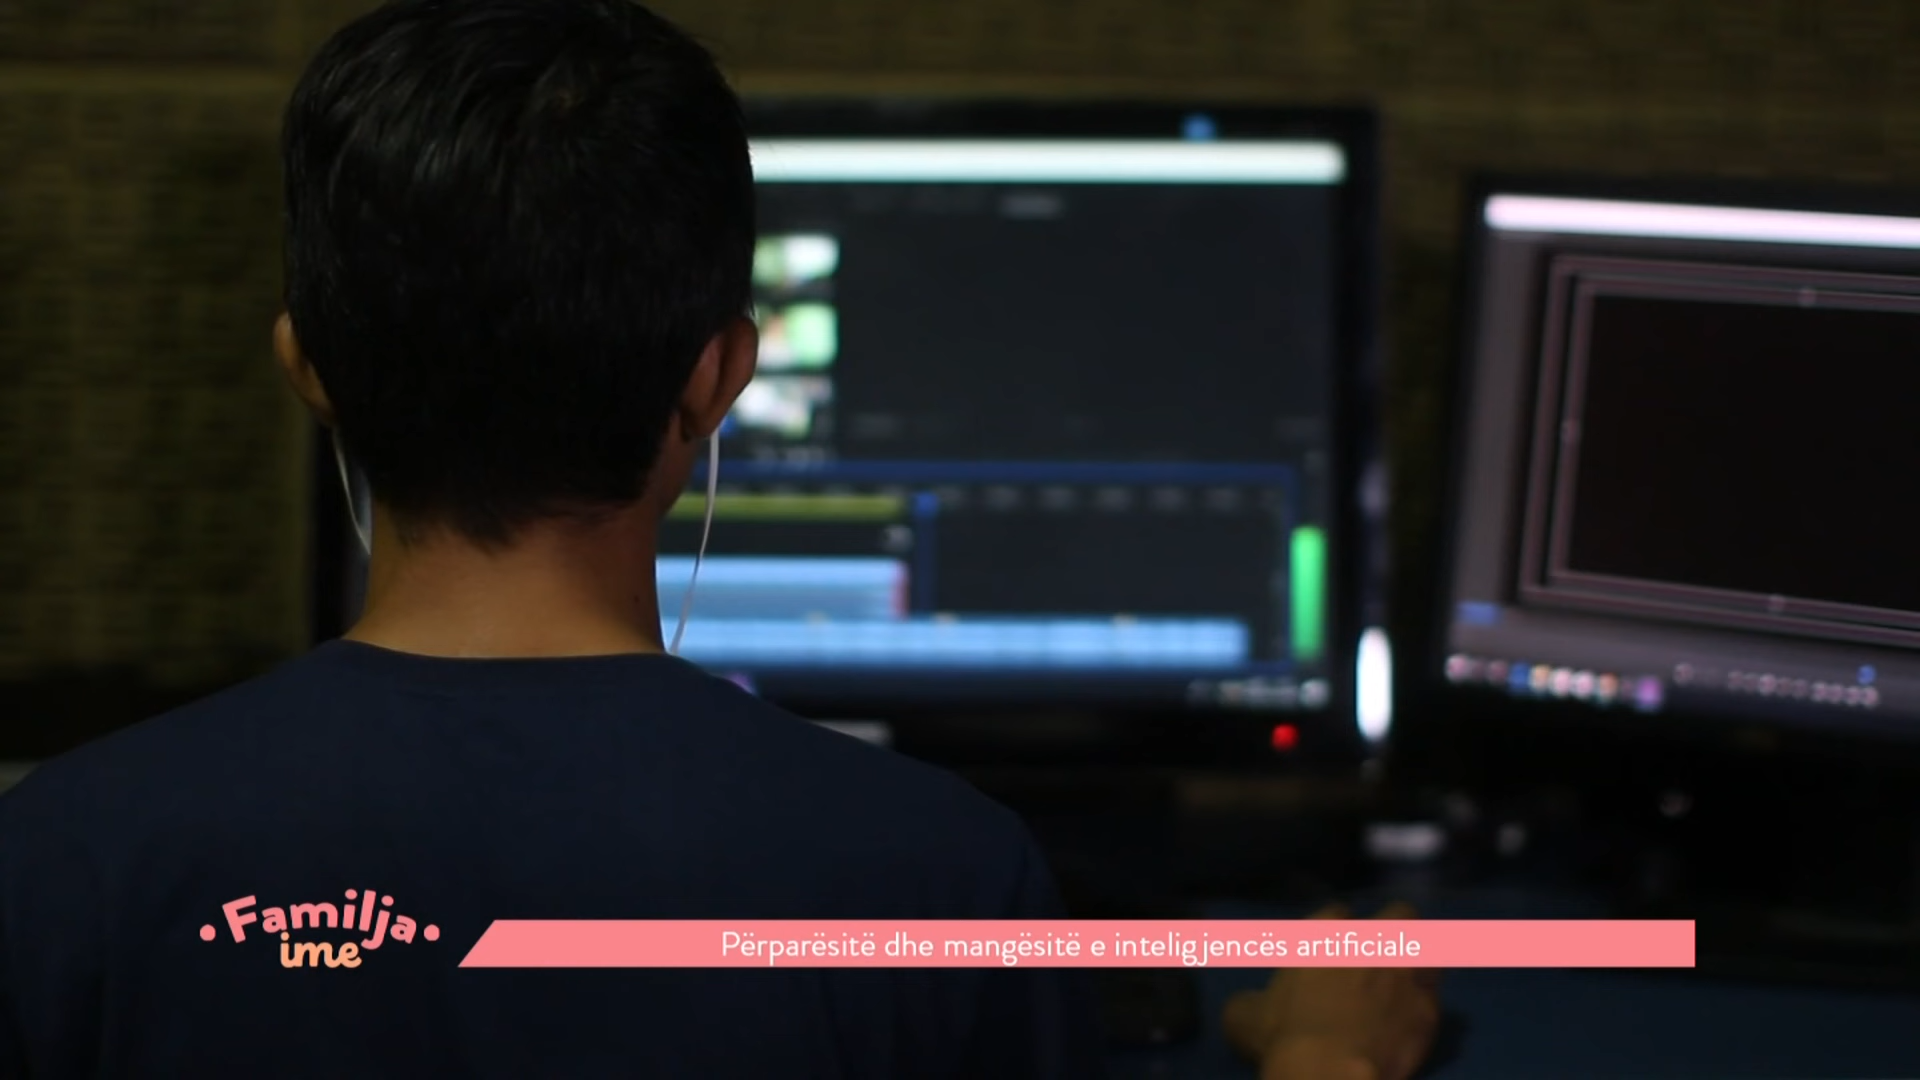 Familja
ime
Përparësitë dhe mangësitë e inteligjencës artificiale